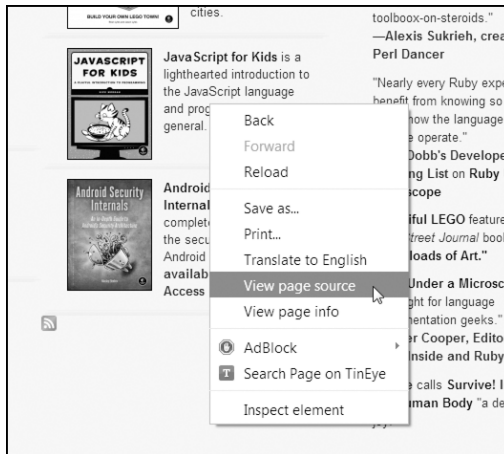 BUILD YOUR OWN LEGO TOWN!
cities.
JAVASCRIPT
FOR KIDS
JavaScript for Kids is a
lighthearted introduction to
the JavaScript language
and prog
general.
Android Security
Internals
Android
Internal
complete
the secu
Android
availab
Access
Back
Forward
Reload
Save as...
Print...
Translate to English
View page source
View page info
AdBlock
T Search Page on TinEye
Inspect element
toolboox-on-steroids."
—Alexis Sukrieh, crea
Perl Dancer
"Nearly every Ruby expe
benefit from knowing so
how the language
e operate."
Dobb's Develope
ng List on Ruby
scope
iful LEGO feature
Street Journal book
loads of Art."
Under a Microsc
ght for language
mentation geeks."
er Cooper, Edito
Inside and Ruby
e calls Survive! I
uman Body "a de